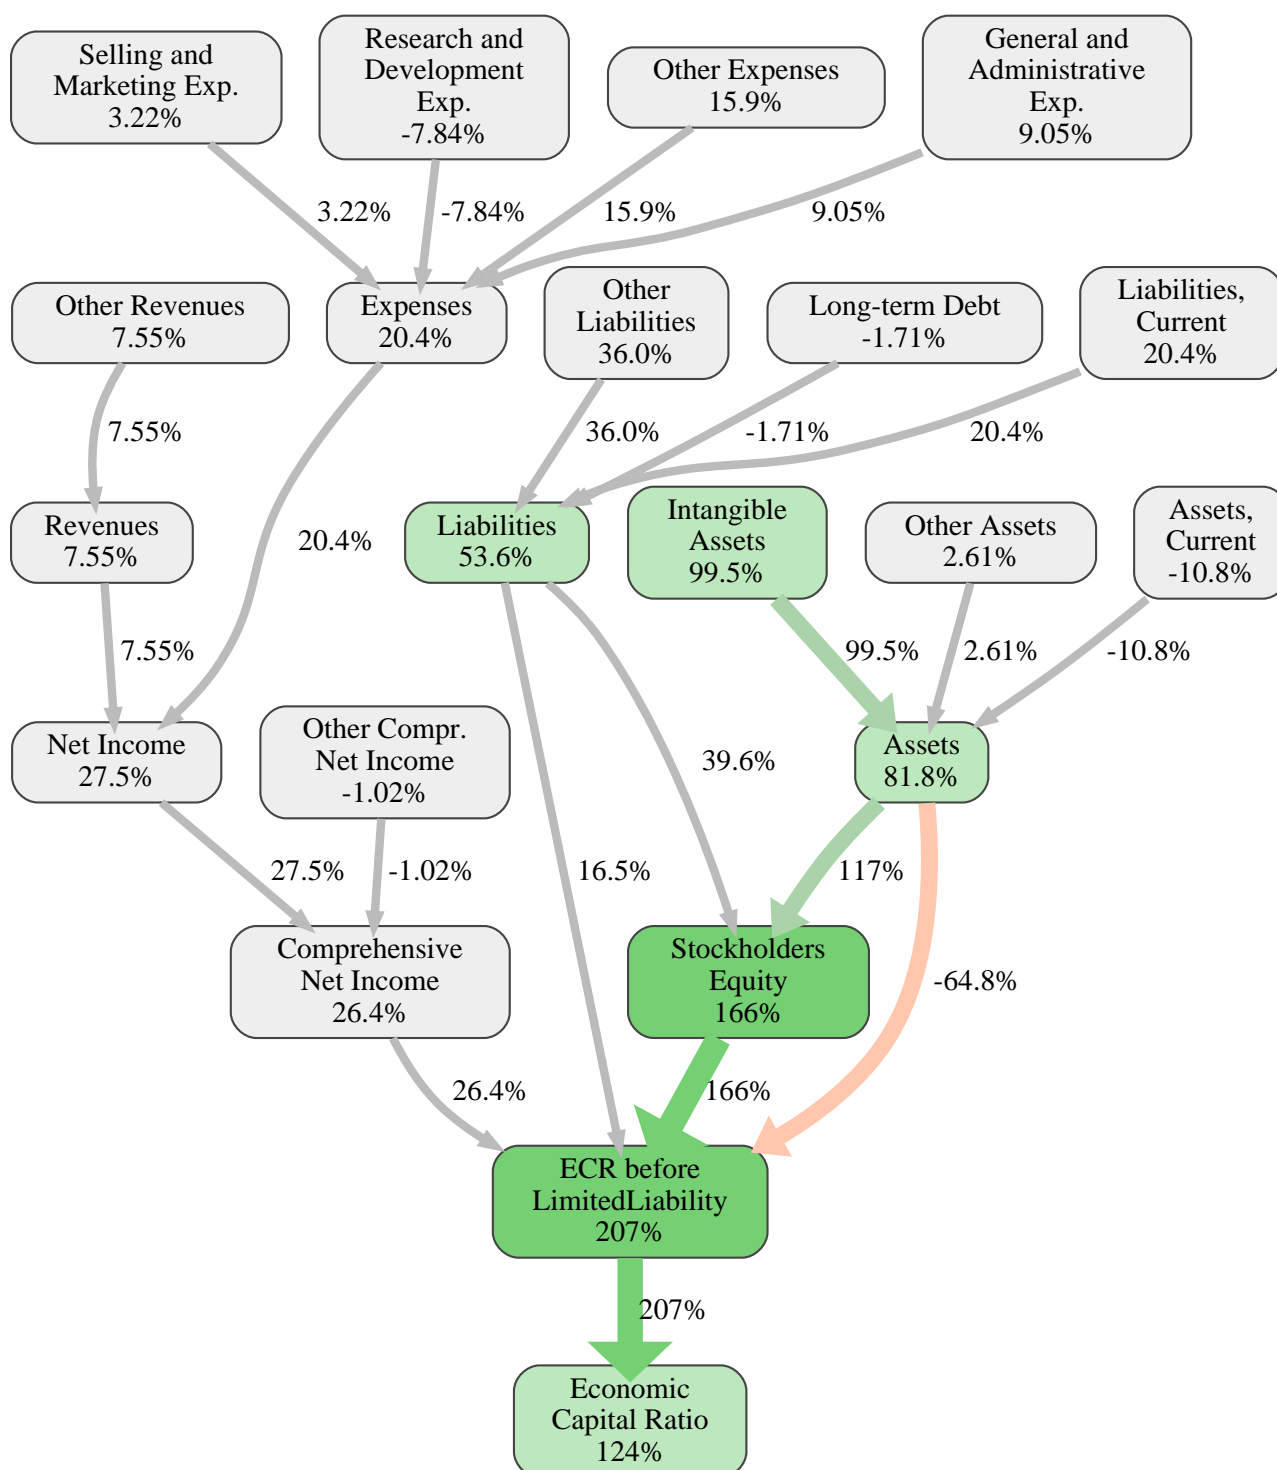 Selling and
Marketing Exp.
3.22%
Research and
Development
Exp.
-7.84%
Other Expenses
15.9%
General and
Administrative
Exp.
9.05%
3.22%
-7.84%
15.9%
9.05%
Other Revenues
7.55%
Expenses
20.4%
Other
Liabilities
36.0%
Long-term Debt
-1.71%
Liabilities,
Current
20.4%
7.55%
36.0%
-1.71%
20.4%
Revenues
7.55%
20.4%
Liabilities
53.6%
Intangible
Assets
99.5%
Other Assets
2.61%
Assets,
Current
-10.8%
7.55%
99.5%
2.61%
-10.8%
Net Income
27.5%
Other Compr.
Net Income
-1.02%
39.6%
Assets
81.8%
27.5%
-1.02%
16.5%
117%
Comprehensive
Net Income
26.4%
Stockholders
Equity
166%
-64.8%
26.4%
166%
ECR before
LimitedLiability
207%
207%
Economic
Capital Ratio
124%